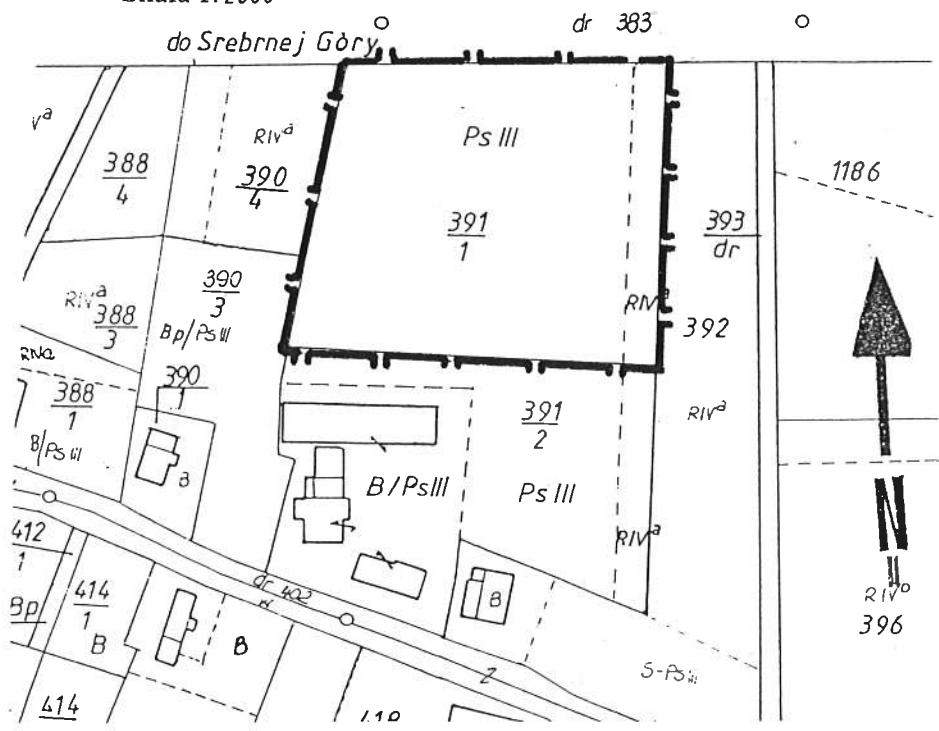 dr 383
do Srebrnej Góry
Vª
RIVª
Ps III
388
4
390
4
1186
391
1
393
dr
390
3
RIVª
388
3
Bp/Ps III
RIVª
392
RIVa
390
1
388
1
391
2
RIVª
B/Ps III
B
B/PsIII
Ps III
412
1
RIVª
N
dr 402
W
414
1
B
Bp
B
B
RIVb
396
S-Ps III
Z
414